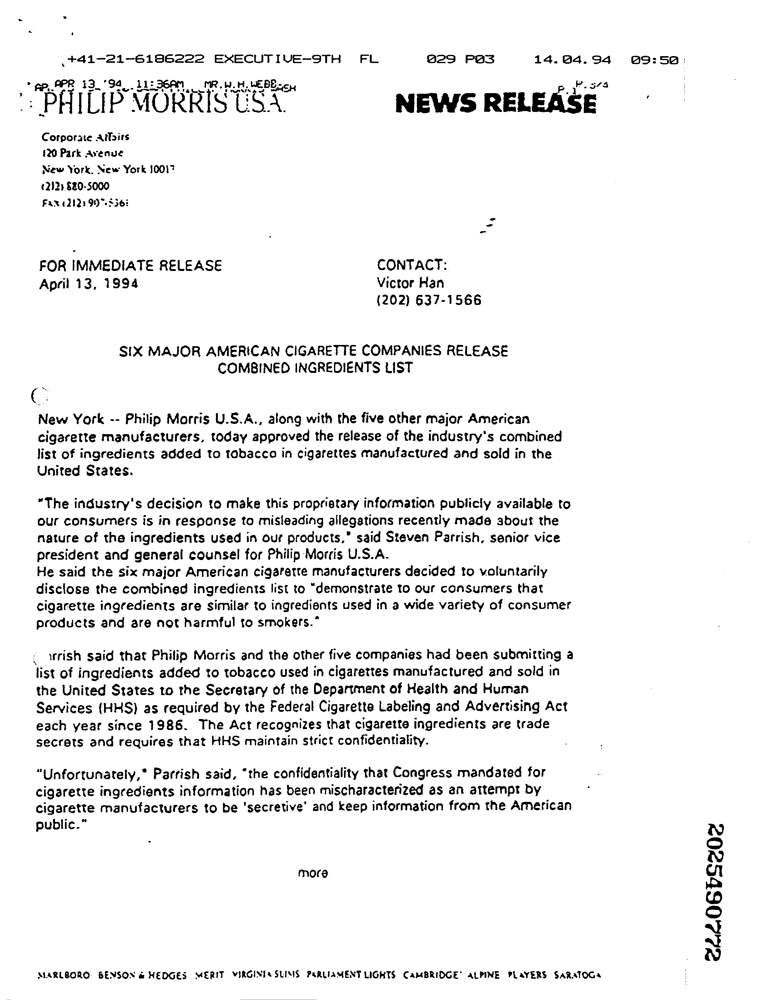 +41-21-6186222 EXECUTIVE-9TH FL 029 P03 14.04.94 09:50
APR 13 '94 11:36AM MR.W.H.WEBB
PHILIP MORRIS U.S.A. NEWS RELEASE
Corporate Affairs
120 Park Avenue
New York, New York 10017
(212) 880-5000
FAX (212)
FOR IMMEDIATE RELEASE
April 13, 1994
CONTACT:
Victor Han
(202) 637-1566
SIX MAJOR AMERICAN CIGARETTE COMPANIES RELEASE
COMBINED INGREDIENTS LIST
New York -- Philip Morris U.S.A., along with the five other major American
cigarette manufacturers, today approved the release of the industry's combined
list of ingredients added to tobacco in cigarettes manufactured and sold in the
United States.
"The industry's decision to make this proprietary information publicly available to
our consumers is in response to misleading allegations recently made about the
nature of the ingredients used in our products," said Steven Parrish, senior vice
president and general counsel for Philip Morris U.S.A.
He said the six major American cigarette manufacturers decided to voluntarily
disclose the combined ingredients list to "demonstrate to our consumers that
cigarette ingredients are similar to ingredients used in a wide variety of consumer
products and are not harmful to smokers."
rrish said that Philip Morris and the other five companies had been submitting a
list of ingredients added to tobacco used in cigarettes manufactured and sold in
the United States to the Secretary of the Department of Health and Human
Services (HHS) as required by the Federal Cigarette Labeling and Advertising Act
each year since 1986. The Act recognizes that cigarette ingredients are trade
secrets and requires that HHS maintain strict confidentiality.
"Unfortunately," Parrish said, "the confidentiality that Congress mandated for
cigarette ingredients information has been mischaracterized as an attempt by
cigarette manufacturers to be 'secretive' and keep information from the American
public."
more
2025490772
MARLBORO BENSON & HEDGES MERIT VIRGINIA SLIMS PARLIAMENT LIGHTS CAMBRIDGE ALPINE PLAYERS SARATOGA